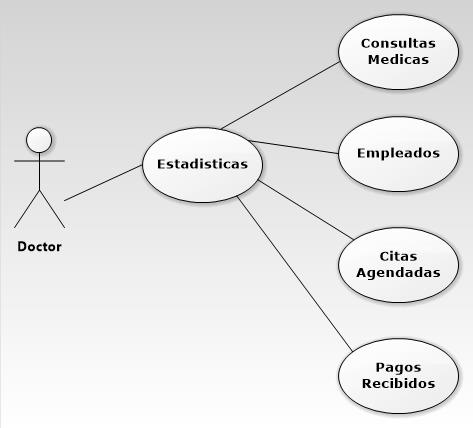 Consultas
Medicas
Empleados
Estadisticas
Doctor
Citas
Agendadas
Pagos
Recibidos